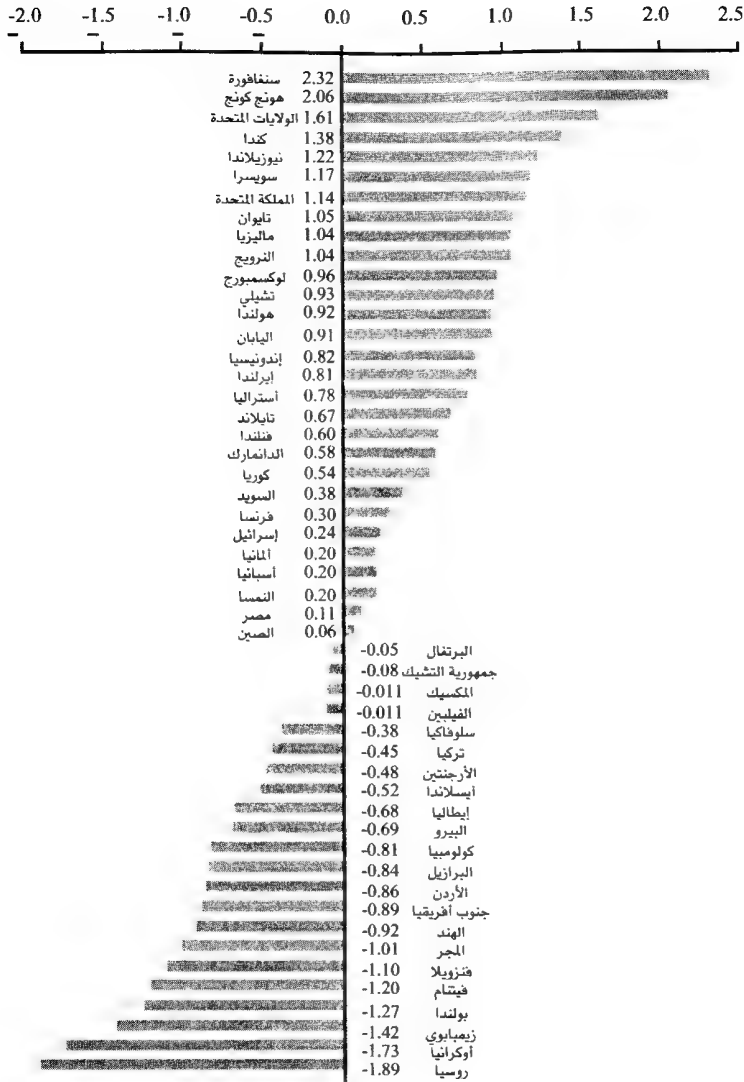 -2.0 -1.5 -1.0 -0.5 0.0 0.5 1.0 1.5 2.0 2.5
سنغافورة 2.32
هونج كونج 2.06
الولايات المتحدة 1.61
كندا 1.38
نيوزيلاندا 1.22
سويسرا 1.17
المملكة المتحدة 1.14
تايوان 1.05
ماليزيا 1.04
النرويج 1.04
لوكسمبورج 0.96
تشيلي 0.93
هولندا 0.92
اليابان 0.91
إندونيسيا 0.82
إيرلندا 0.81
أستراليا 0.78
تايلاند 0.67
فنلندا 0.60
الدانمارك 0.58
كوريا 0.54
السويد 0.38
فرنسا 0.30
إسرائيل 0.24
ألمانيا 0.20
أسبانيا 0.20
النمسا 0.20
مصر 0.11
الصين 0.06
-0.05 البرتغال
-0.08 جمهورية التشيك
-0.011 المكسيك
-0.011 الفيلبين
-0.38 سلوفاكيا
-0.45 تركيا
-0.48 الأرجنتين
-0.52 أيسلاندا
-0.68 إيطاليا
-0.69 البيرو
-0.81 كولومبيا
-0.84 البرازيل
-0.86 الأردن
-0.89 جنوب أفريقيا
-0.92 الهند
-1.01 المجر
-1.10 فنزويلا
-1.20 فيتنام
-1.27 بولندا
-1.42 زيمبابوي
-1.73 أوكرانيا
-1.89 روسيا